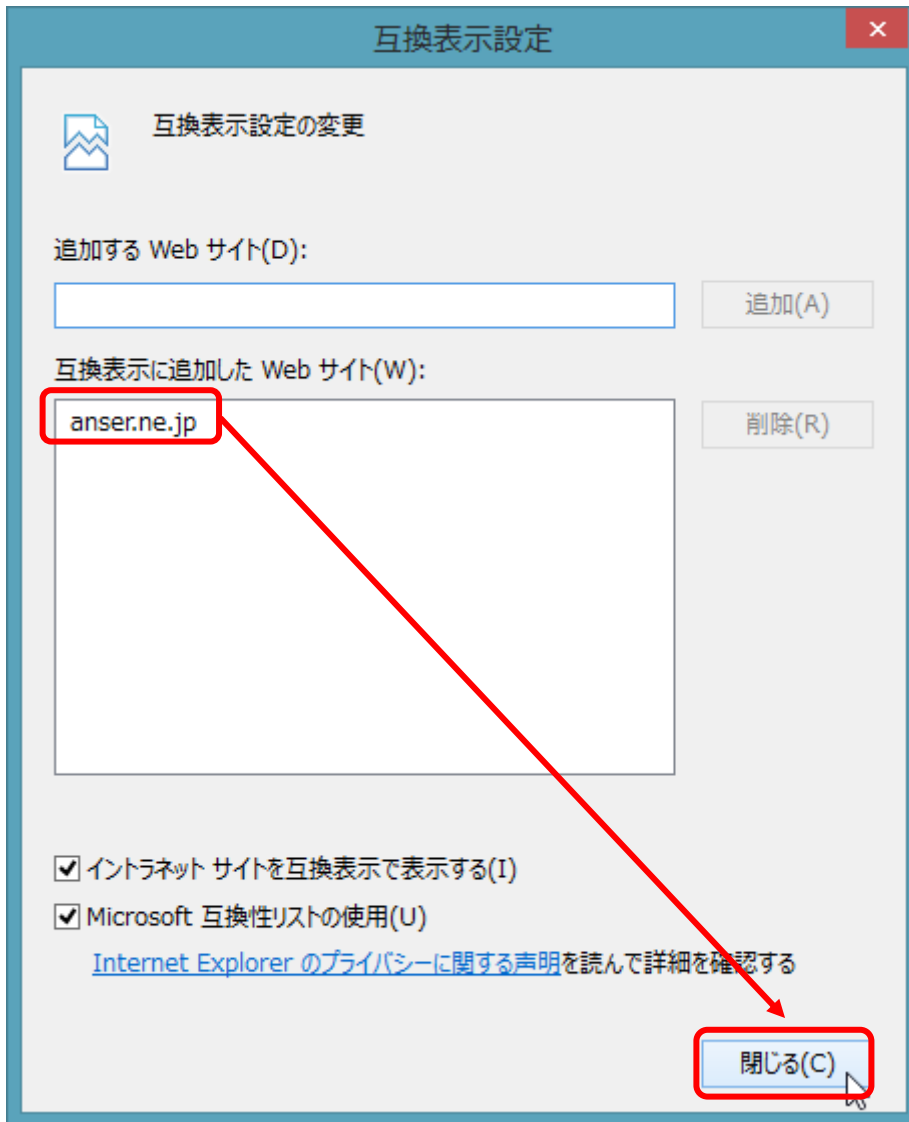 互換表示設定
互換表示設定の変更
追加する Web サイト(D):
追加(A)
互換表示に追加した Web サイト(W):
anser.ne.jp
削除(R)
イントラネット サイトを互換表示で表示する(I)
Microsoft 互換性リストの使用(U)
Internet Explorer のプライバシーに関する声明を読んで詳細を確認する
閉じる(C)